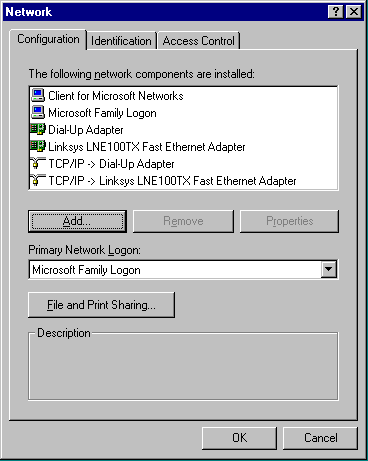 Network
Configuration Identification Access Control
The following network components are installed:
Client for Microsoft Networks
Microsoft Family Logon
Dial-Up Adapter
Linksys LNE100TX Fast Ethernet Adapter
TCP/IP -> Dial-Up Adapter
TCP/IP -> Linksys LNE100TX Fast Ethernet Adapter
Add... Remove Properties
Primary Network Logon:
Microsoft Family Logon
File and Print Sharing...
Description
OK Cancel